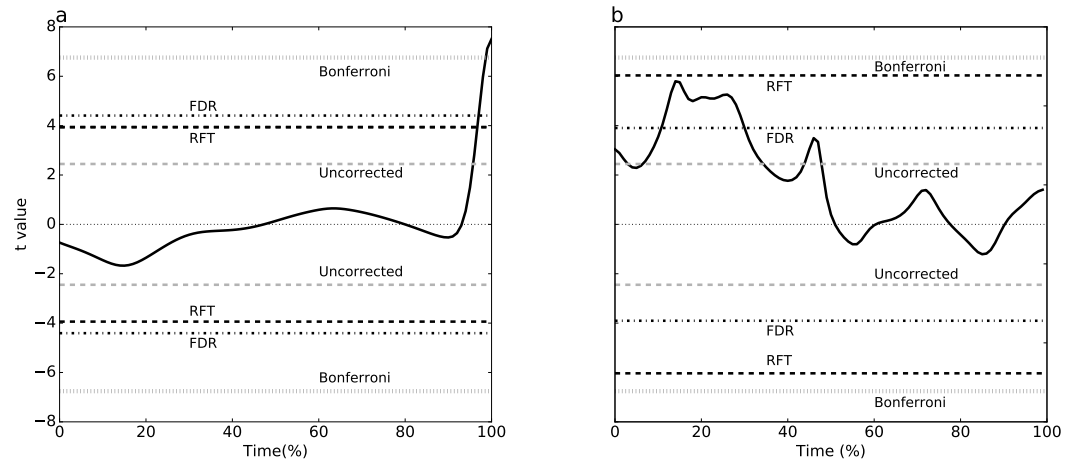 a
8
6
4
2
0
−2
−4
−6
−8
t value
Bonferroni
FDR
RFT
Uncorrected
Uncorrected
RFT
FDR
Bonferroni
0 20 40 60 80 100
Time(%)
b
Bonferroni
RFT
FDR
Uncorrected
Uncorrected
FDR
RFT
Bonferroni
0 20 40 60 80 100
Time (%)